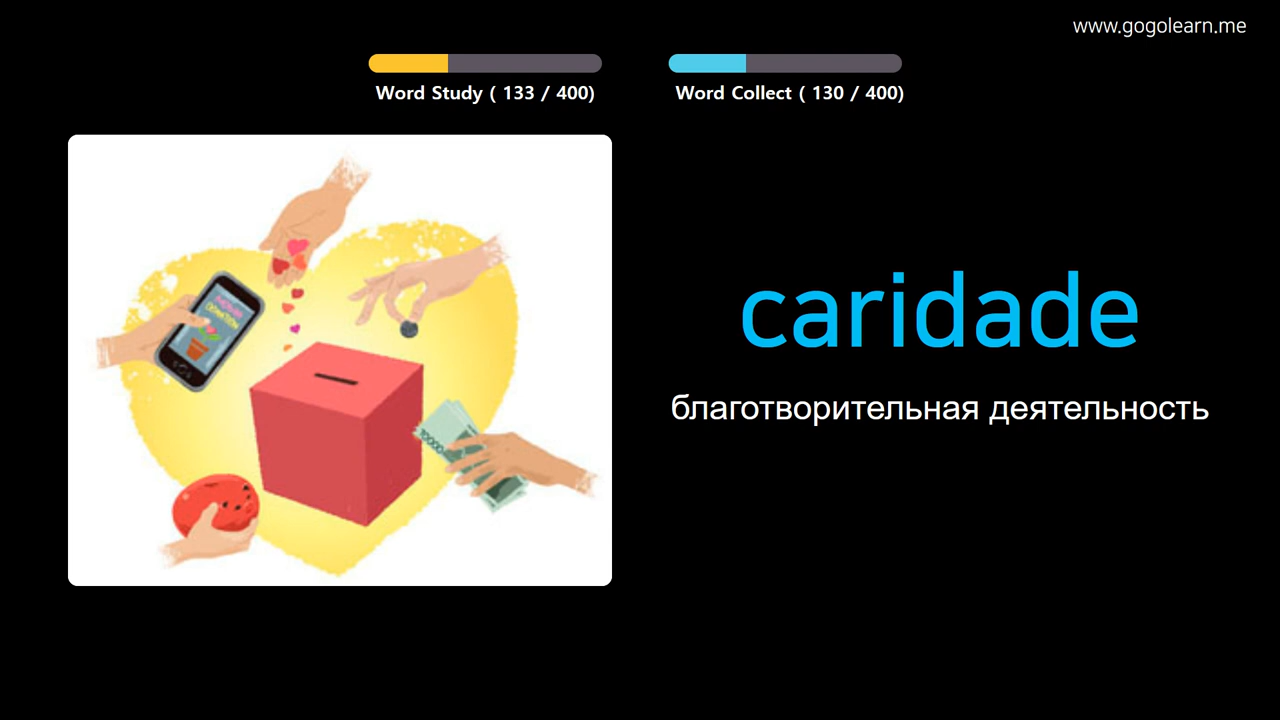 www.gogolearn.me
Word Study ( 133 / 400)
Word Collect ( 130 / 400)
caridade
благотворительная деятельность